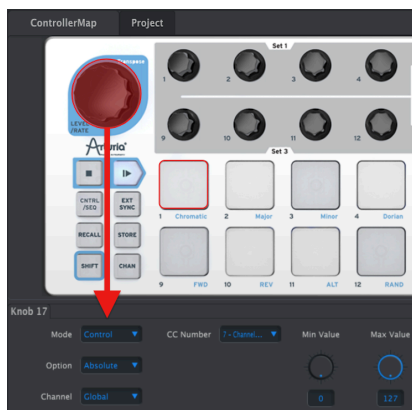 ControllerMap Project
Transpose
Set 1
1 2 3 4
LEVEL
/RATE
9 10 11 12
Arturia
Set 3
CNTRL
/SEQ
EXT
SYNC
RECALL STORE
SHIFT CHAN
1 Chromatic 2 Major 3 Minor 4 Dorian
9 FWD 10 REV 11 ALT 12 RAND
Knob 17
Mode Control CC Number 7 - Channel... Min Value Max Value
Option Absolute
Channel Global 0 127